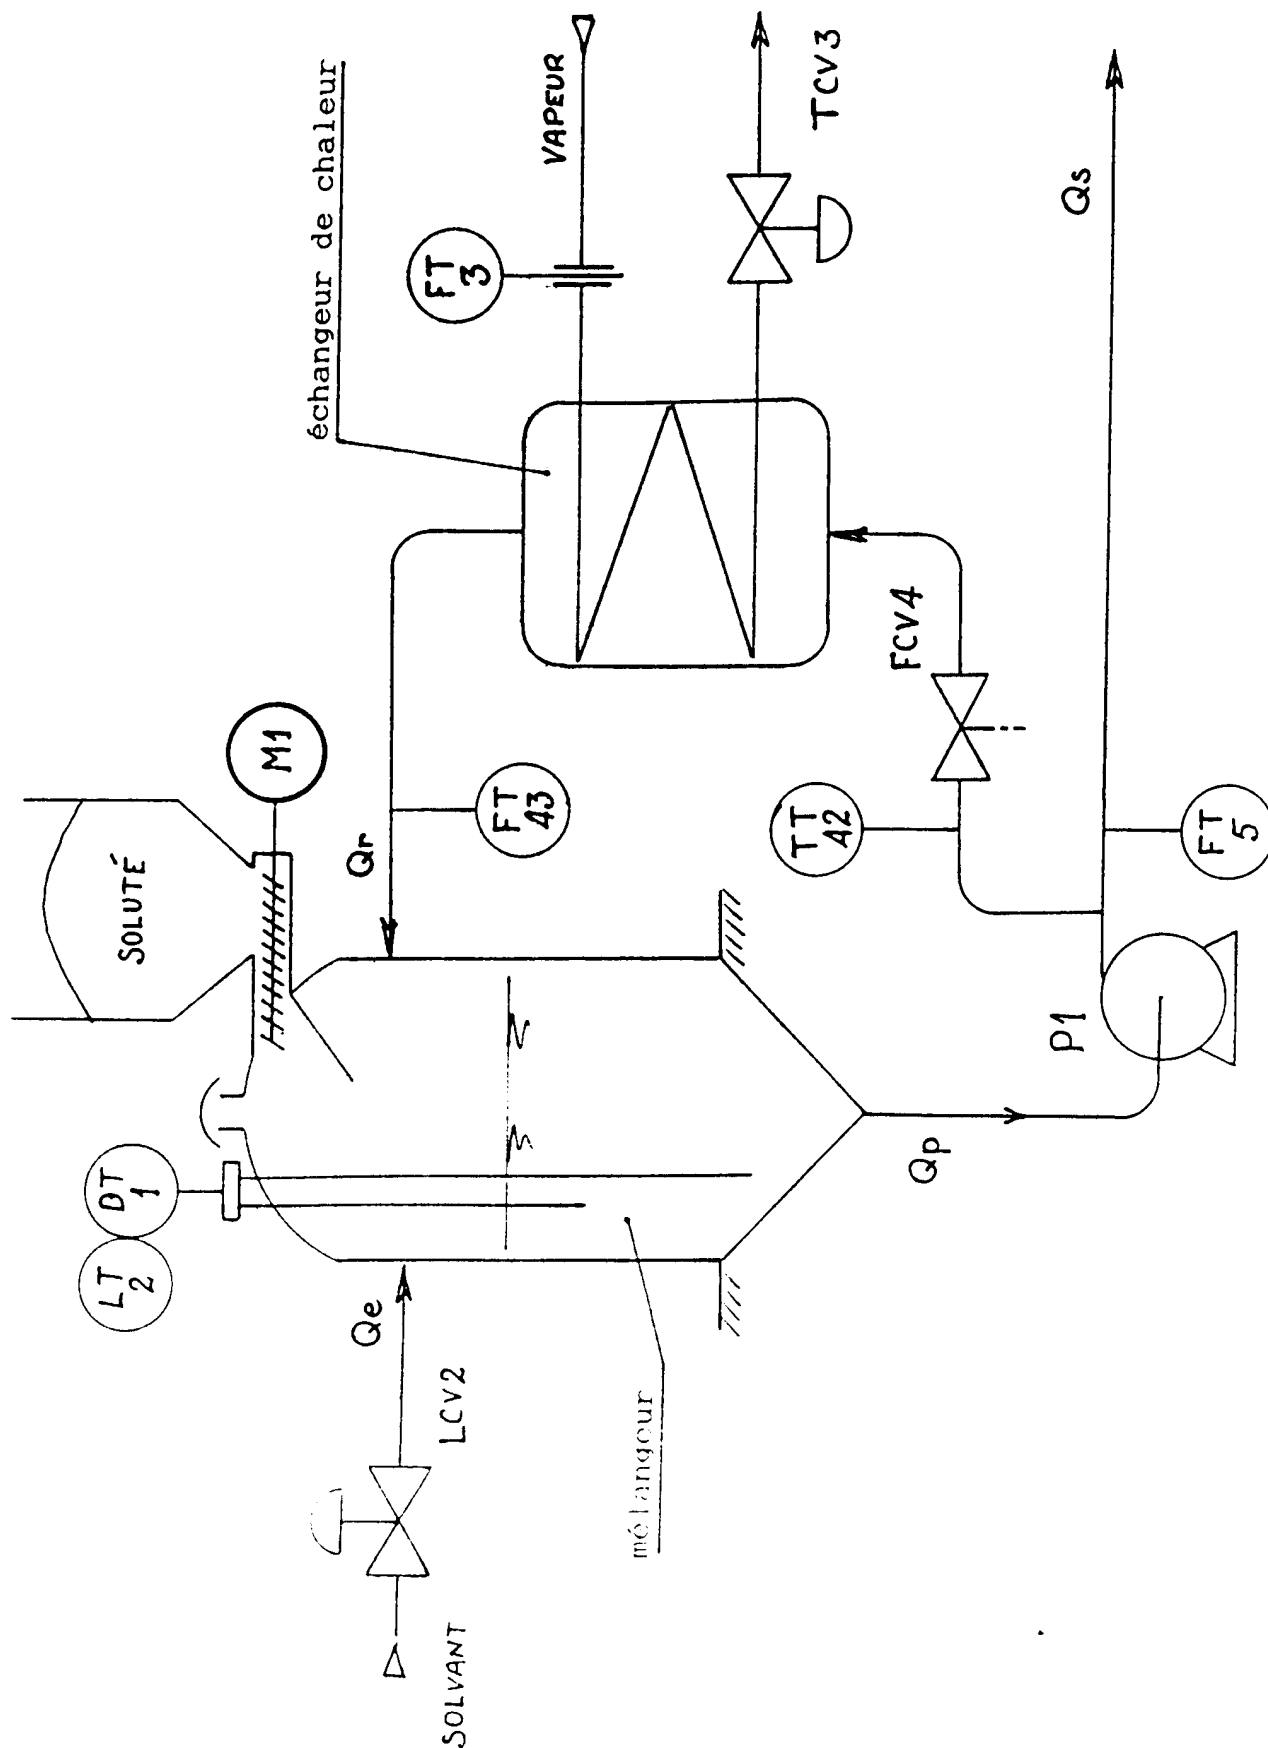 SOLUTÉ
M1
échangeur de chaleur
LT
2
DT
1
Qr
FT
3
VAPEUR
Qe
FT
43
SOLVANT
LCV2
TCV3
mélangeur
TT
42
FCV4
Qp
P1
FT
5
Qs